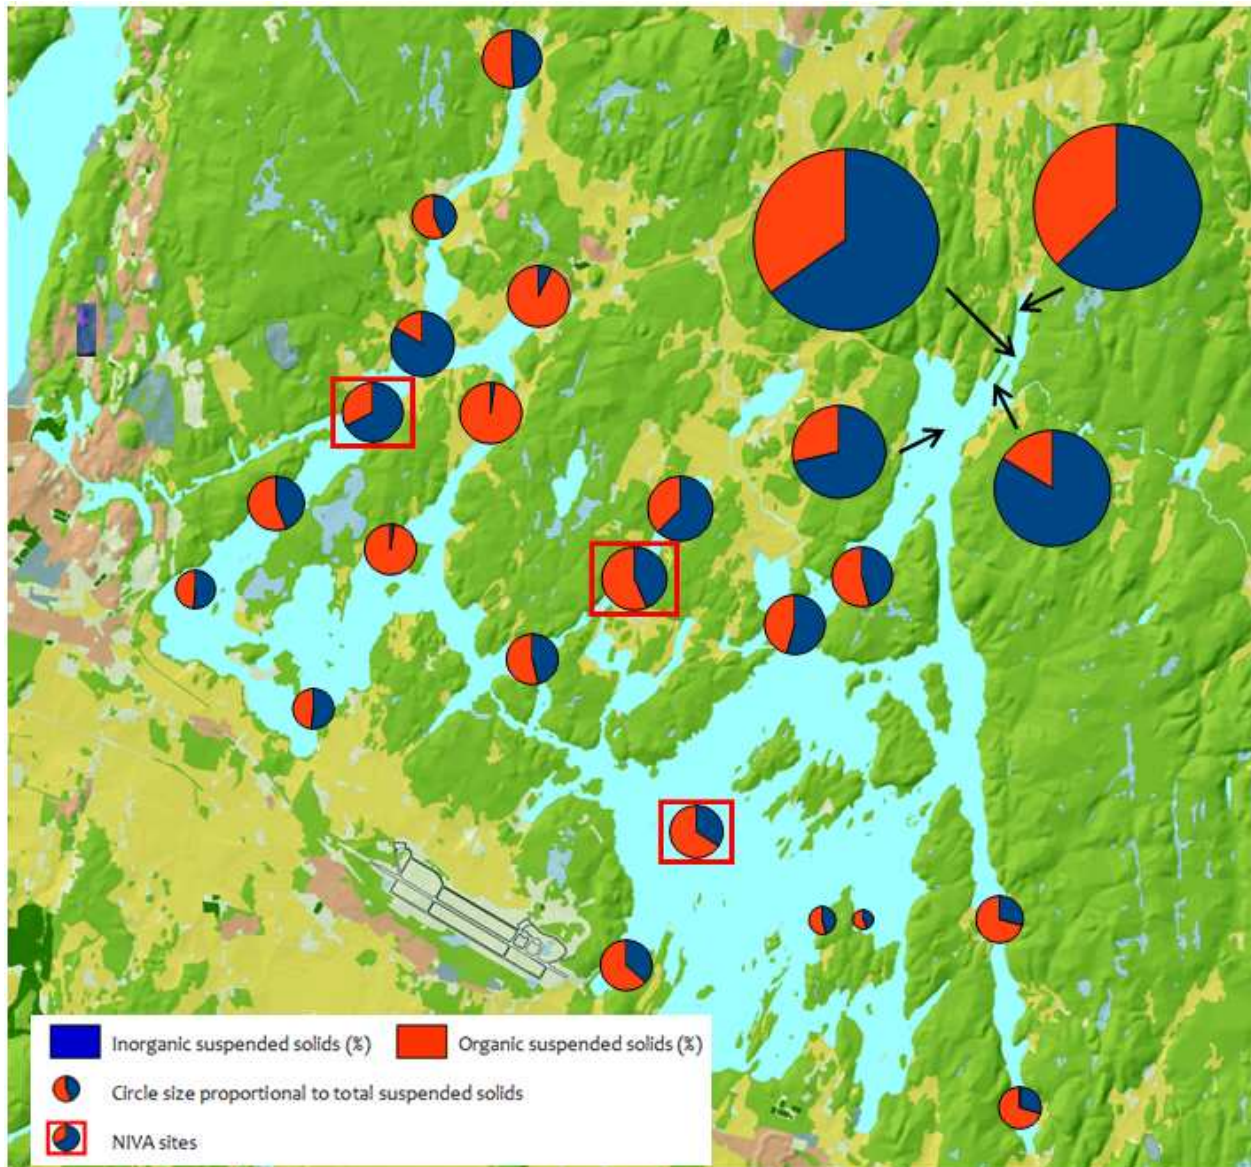 Inorganic suspended solids (%) Organic suspended solids (%)
Circle size proportional to total suspended solids
NIVA sites